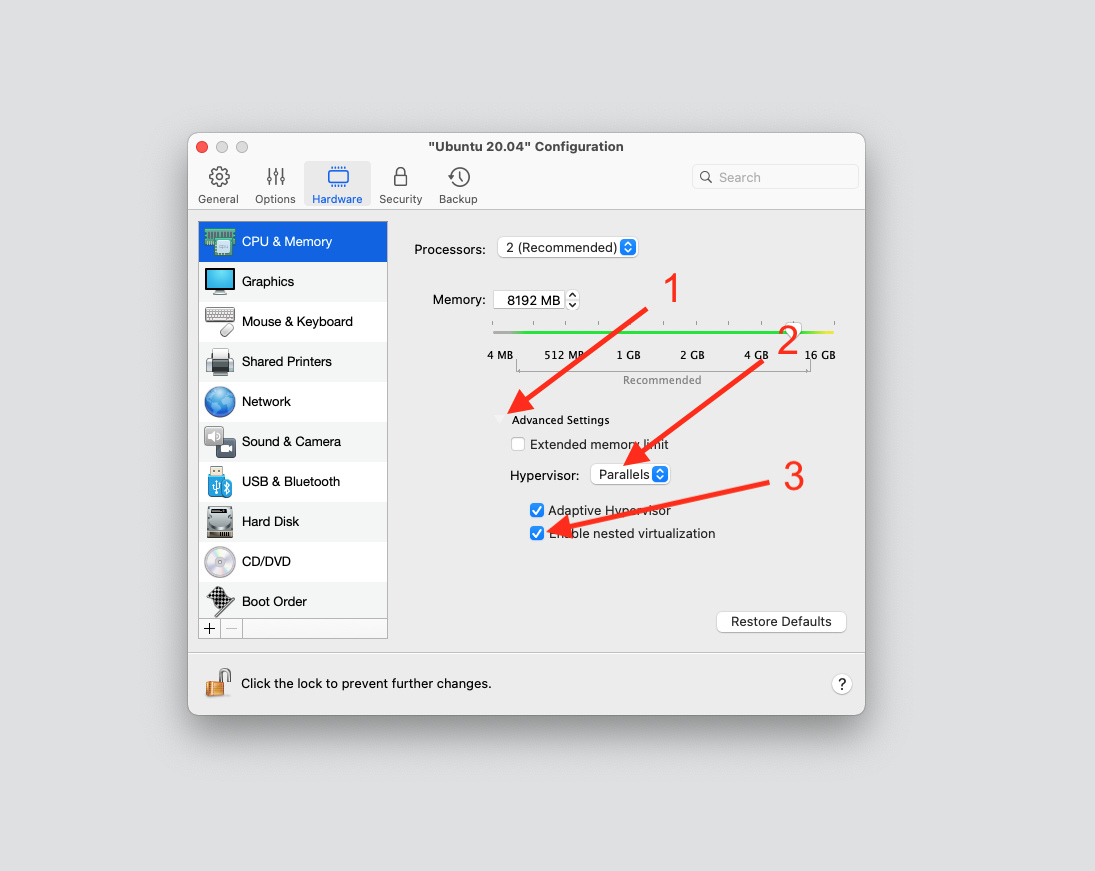 "Ubuntu 20.04" Configuration
General Options Hardware Security Backup
Search
CPU & Memory
Graphics
Mouse & Keyboard
Shared Printers
Network
Sound & Camera
USB & Bluetooth
Hard Disk
CD/DVD
Boot Order
Processors: 2 (Recommended)
1
Memory: 8192 MB
2
4 MB 512 MB 1 GB 2 GB 4 GB 16 GB
Recommended
Advanced Settings
Extended memory limit
3
Hypervisor: Parallels
Adaptive Hypervisor
Enable nested virtualization
Restore Defaults
Click the lock to prevent further changes.
?